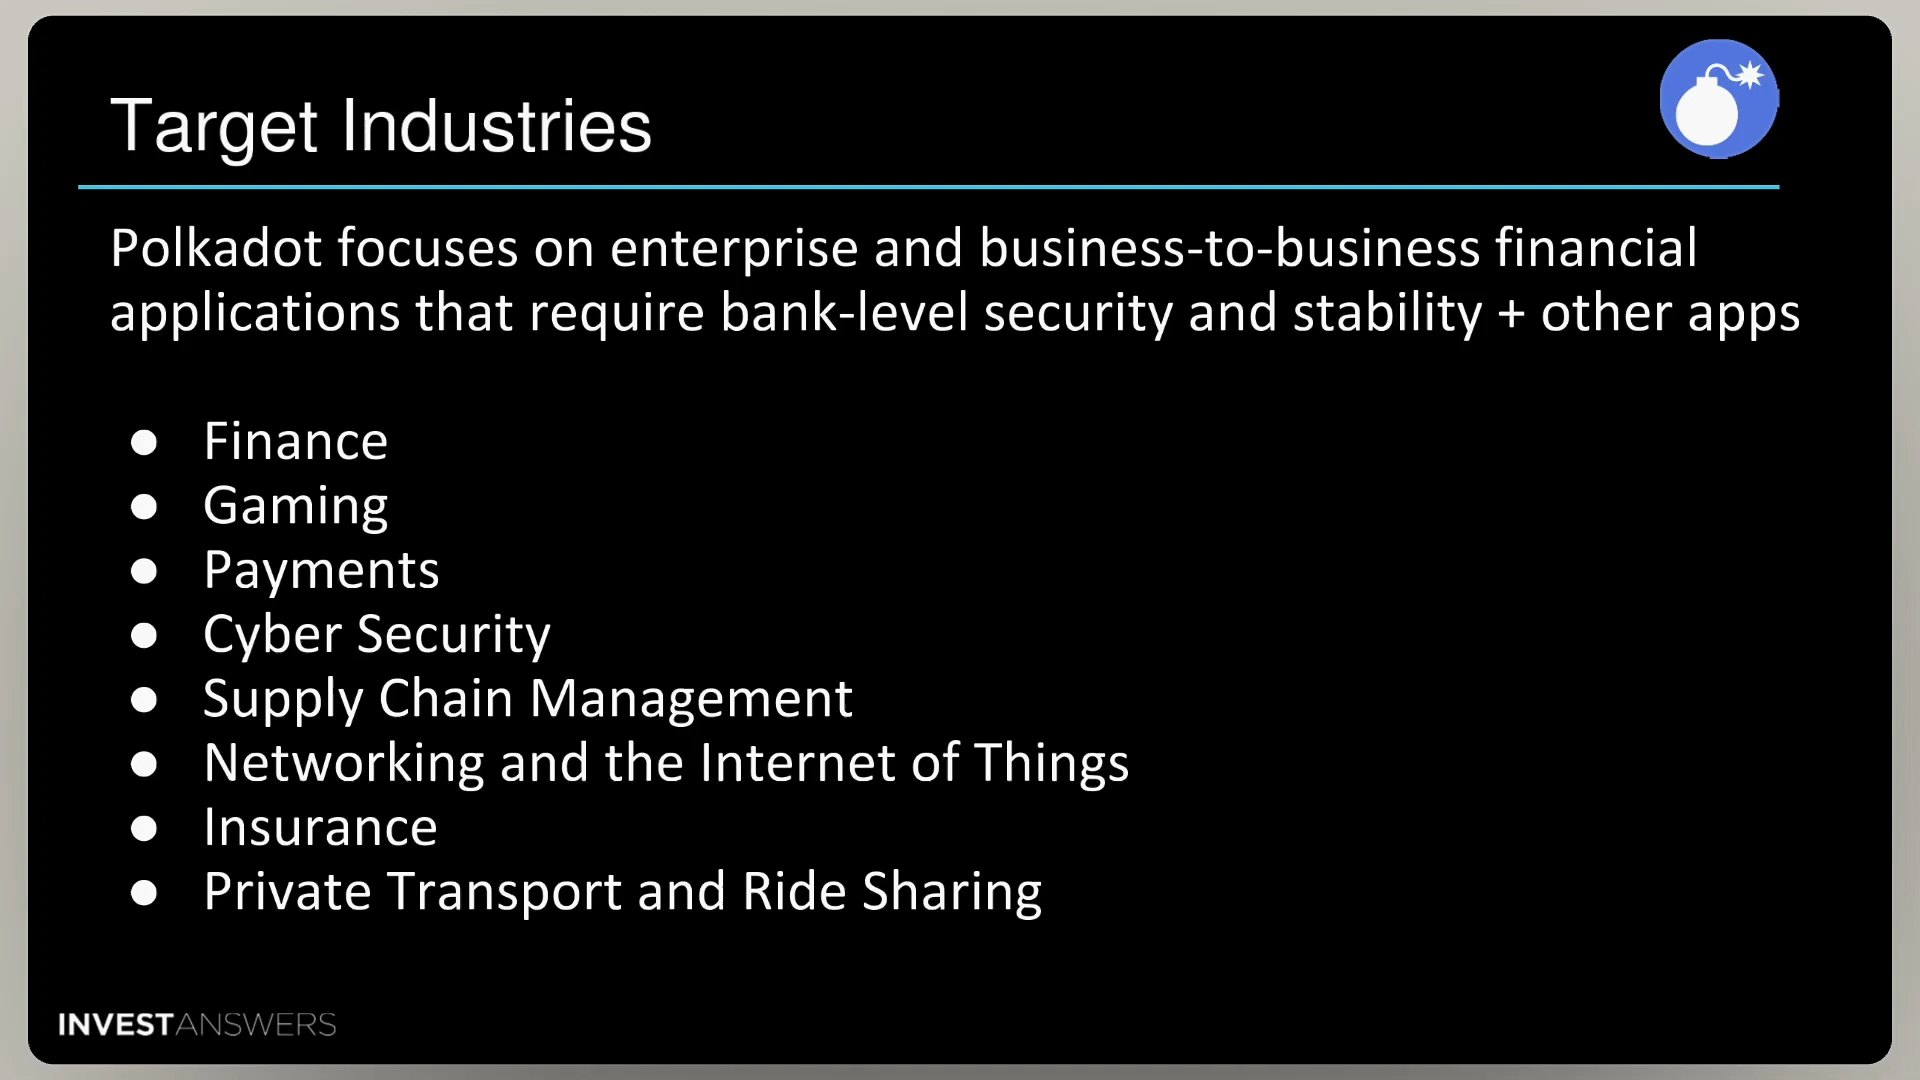 Target Industries
Polkadot focuses on enterprise and business-to-business financial
applications that require bank-level security and stability + other apps
● Finance
● Gaming
● Payments
● Cyber Security
● Supply Chain Management
● Networking and the Internet of Things
● Insurance
● Private Transport and Ride Sharing
INVESTANSWERS